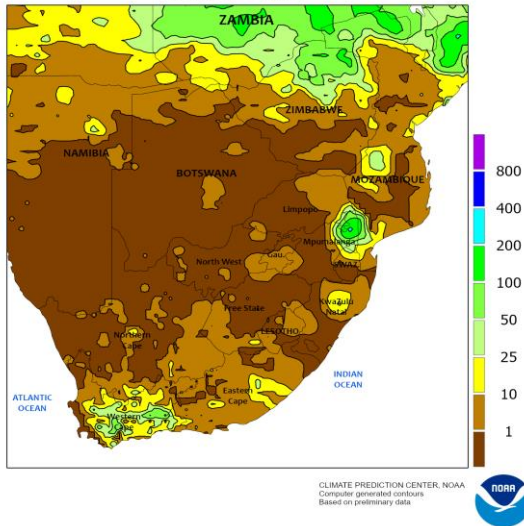 ZAMBIA
ZIMBABWE
NAMIBIA
BOTSWANA
MOZAMBIQUE
Limpopo
Mpumalanga
Gau.
North West
SWAZ
KwaZulu
Natal
Free State
LESOTHO
Northern
Cape
Eastern
Cape
Western
Cape
INDIAN
OCEAN
ATLANTIC
OCEAN
800
400
200
100
50
25
10
1
CLIMATE PREDICTION CENTER, NOAA
Computer generated contours
Based on preliminary data
NOAA